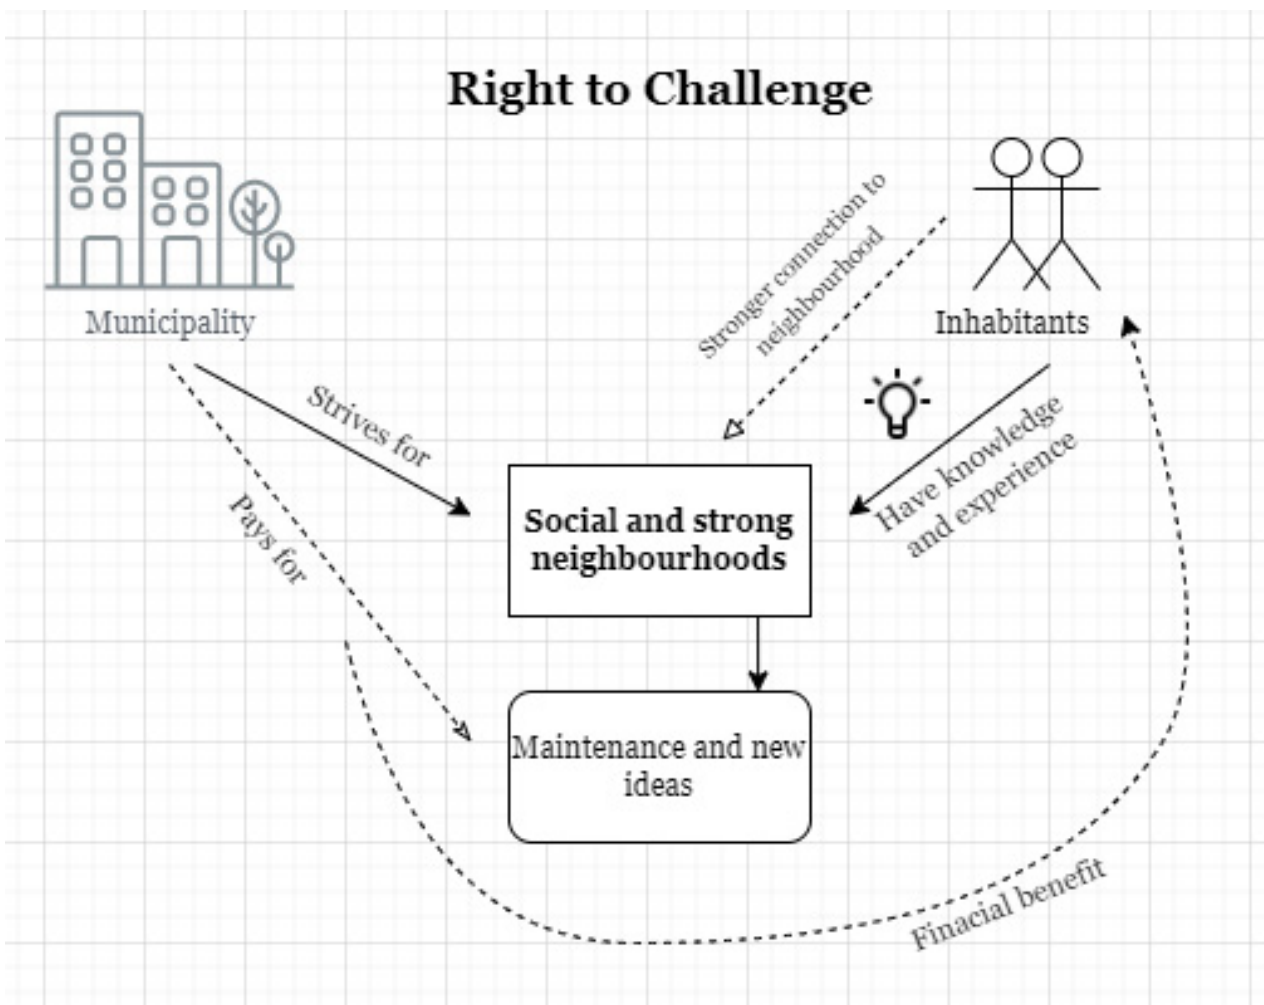 Right to Challenge
Municipality
Inhabitants
Stronger connection to
neighbourhood
Strives for
Have knowledge
and experience
Pays for
Social and strong
neighbourhoods
Maintenance and new
ideas
Finacial benefit